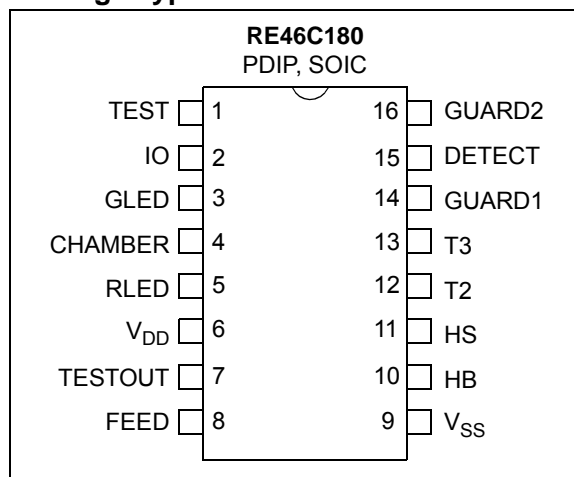 RE46C180
PDIP, SOIC
TEST 1 16 GUARD2
IO 2 15 DETECT
GLED 3 14 GUARD1
CHAMBER 4 13 T3
RLED 5 12 T2
VDD 6 11 HS
TESTOUT 7 10 HB
FEED 8 9 VSS